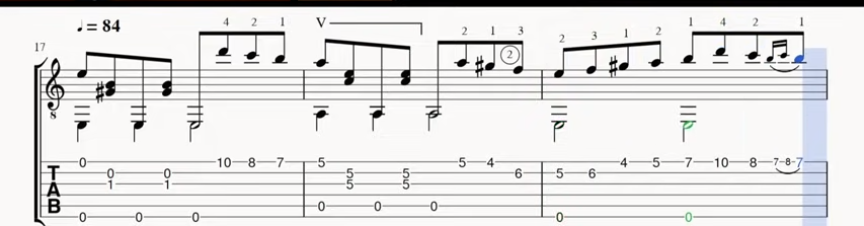 ♩ = 84
4 2 1 V 2 1 3 2 3 1 2 1 4 2 1
17 2
8
0 10 8 7 5 5 4 7 10 8 7 8 7
T 0 0 5 5 6 5 6 4 5
A 1 1 5 5
B 0 0 0
0 0 0 0 0